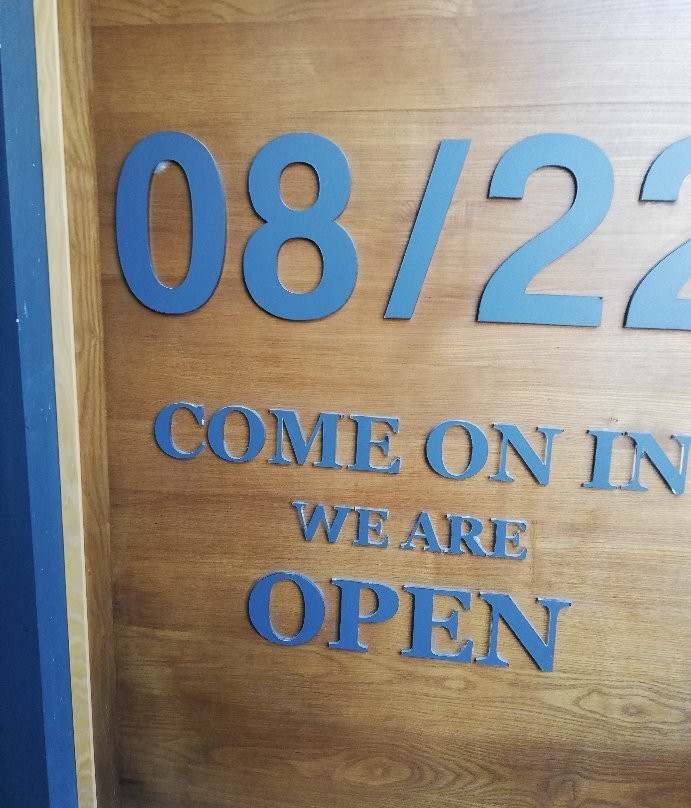 08/22
COME ON IN
WE ARE
OPEN